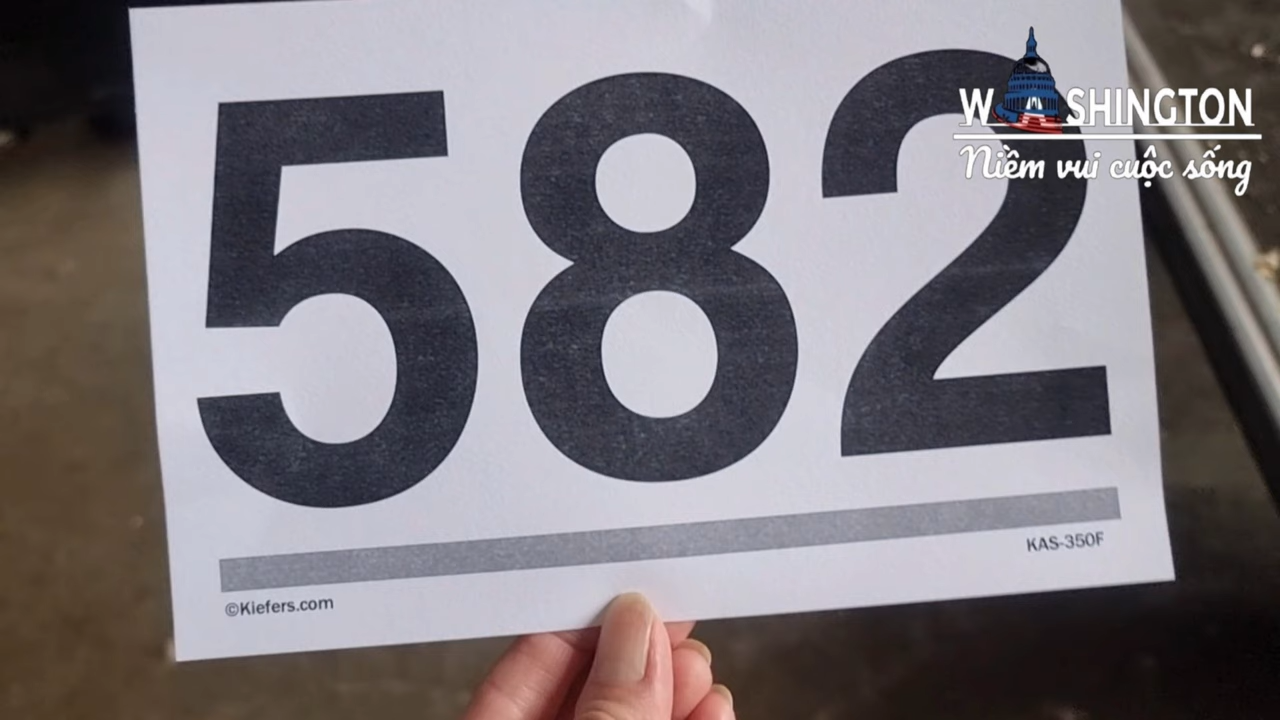 582
WASHINGTON
Niềm vui cuộc sống
KAS-350F
©Kiefers.com